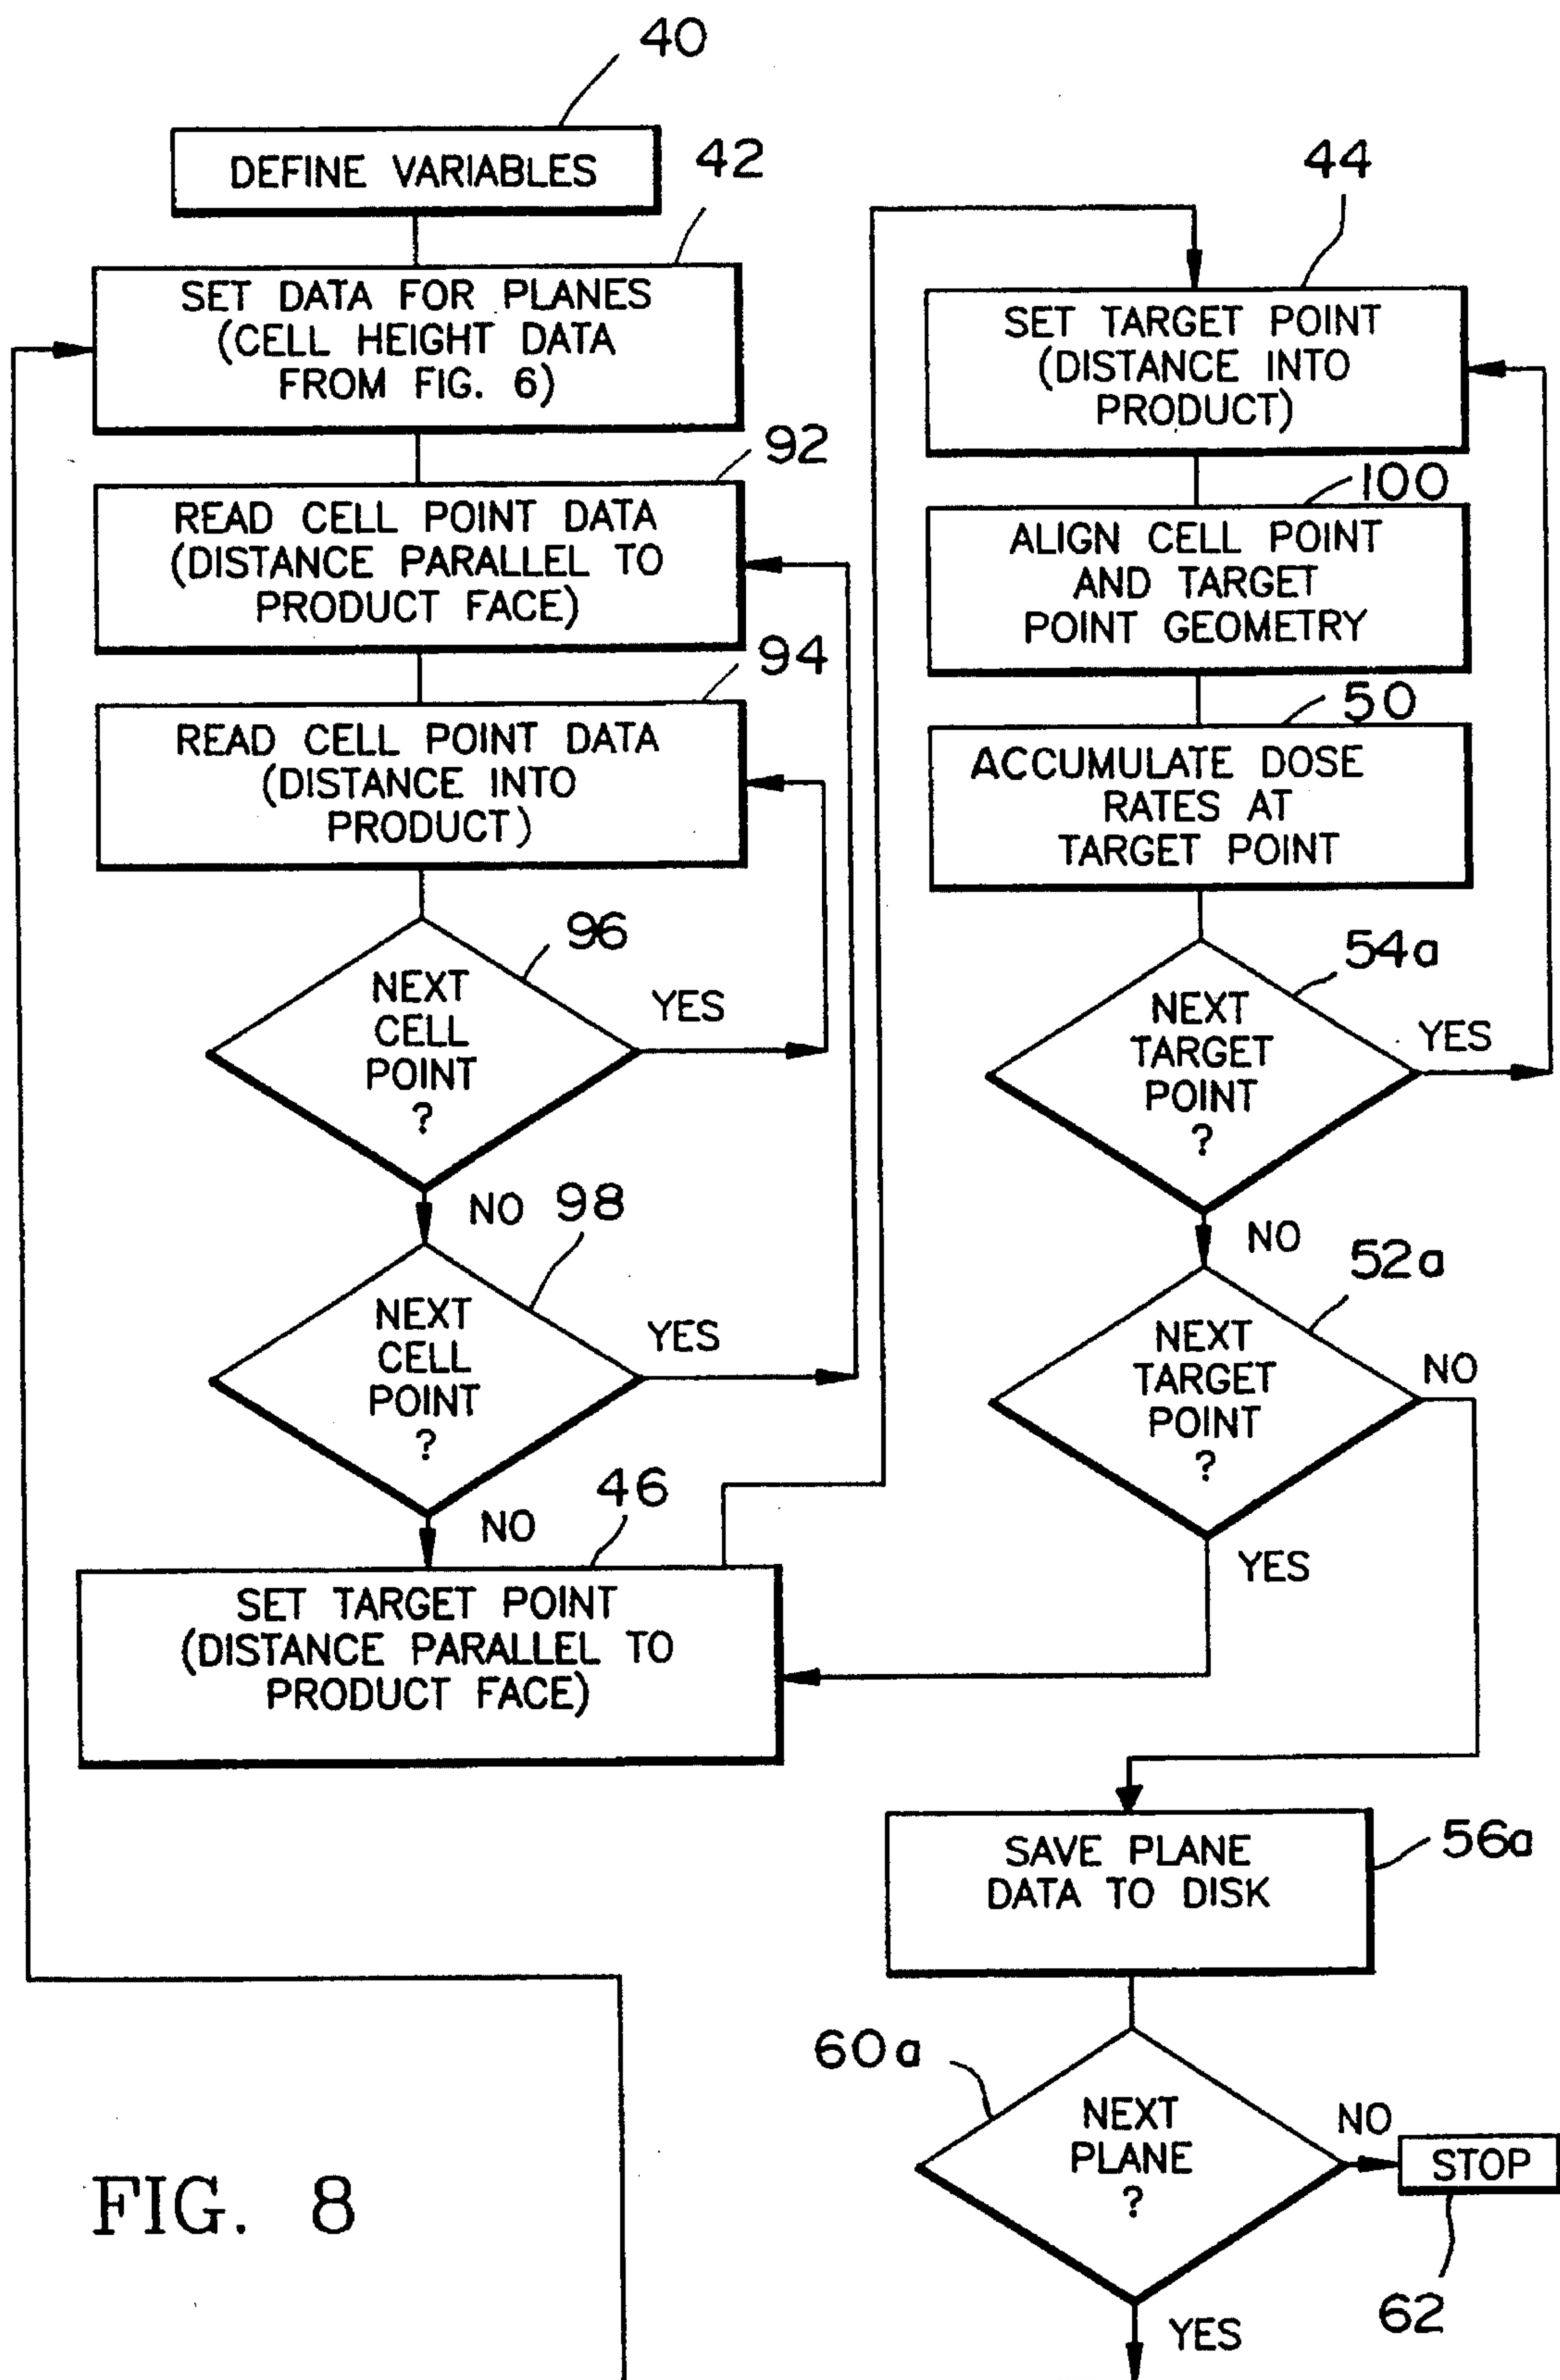 40
DEFINE VARIABLES
42
SET DATA FOR PLANES
(CELL HEIGHT DATA
FROM FIG. 6)
92
READ CELL POINT DATA
(DISTANCE PARALLEL TO
PRODUCT FACE)
94
READ CELL POINT DATA
(DISTANCE INTO
PRODUCT)
96
NEXT
CELL
POINT
?
YES
NO
98
NEXT
CELL
POINT
?
YES
NO
46
SET TARGET POINT
(DISTANCE PARALLEL TO
PRODUCT FACE)
44
SET TARGET POINT
(DISTANCE INTO
PRODUCT)
100
ALIGN CELL POINT
AND TARGET
POINT GEOMETRY
50
ACCUMULATE DOSE
RATES AT
TARGET POINT
54a
NEXT
TARGET
POINT
?
YES
NO
52a
NEXT
TARGET
POINT
?
NO
YES
SAVE PLANE
DATA TO DISK
56a
60a
NEXT
PLANE
?
NO
STOP
62
YES
FIG. 8